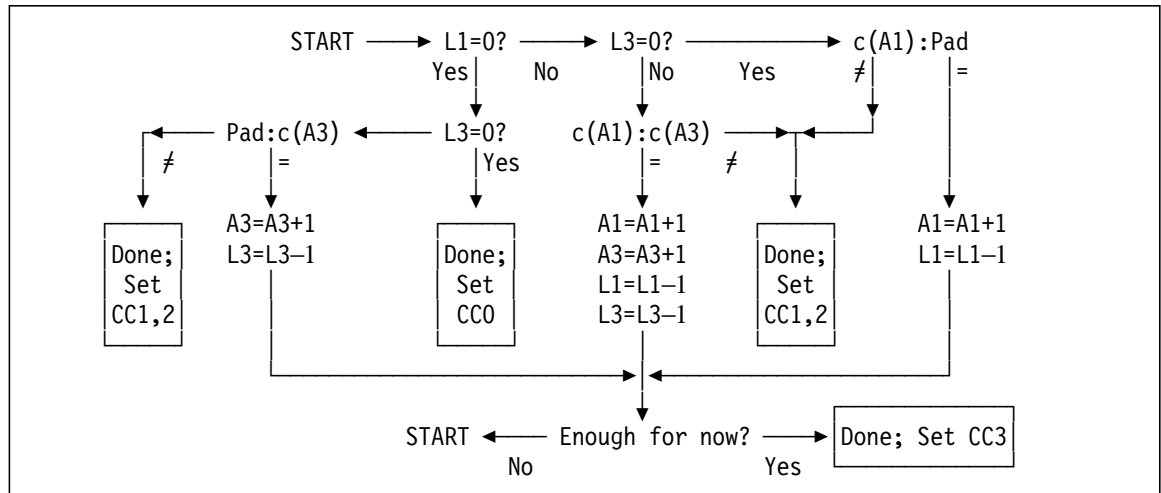 START L1=0? L3=0? c(A1):Pad
Yes No No Yes ≠ =
Pad:c(A3) L3=0? c(A1):c(A3)
≠ = Yes = ≠
A3=A3+1 A1=A1+1 A1=A1+1
Done; L3=L3–1 Done; A3=A3+1 Done; L1=L1–1
Set Set L1=L1–1 Set
CC1,2 CC0 L3=L3–1 CC1,2
START Enough for now? Done; Set CC3
No Yes